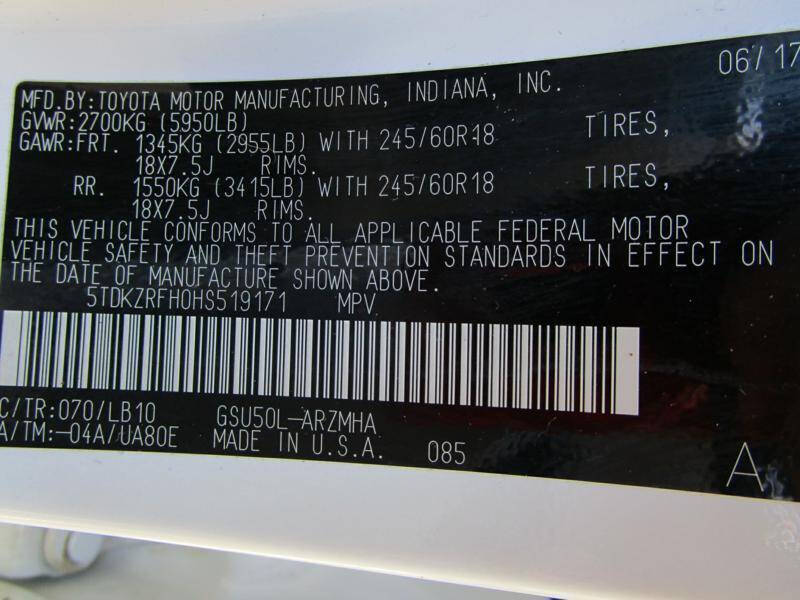 06/17
MFD.BY:TOYOTA MOTOR MANUFACTURING, INDIANA, INC.
GVWR:2700KG (5950LB)
GAWR:FRT. 1345KG (2955LB) WITH 245/60R18 TIRES,
18X7.5J RIMS.
RR. 1550KG (3415LB) WITH 245/60R18 TIRES,
18X7.5J RIMS.
THIS VEHICLE CONFORMS TO ALL APPLICABLE FEDERAL MOTOR
VEHICLE SAFETY AND THEFT PREVENTION STANDARDS IN EFFECT ON
THE DATE OF MANUFACTURE SHOWN ABOVE.
5TDKZRFH0HS519171 MPV
C/TR:070/LB10 GSU50L-ARZMHA
A/TM:-04A/UA80E MADE IN U.S.A. 085
A